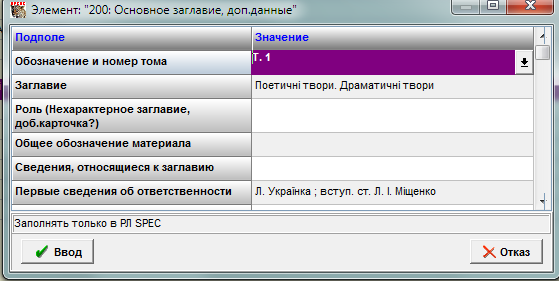 Элемент: "200: Основное заглавие, доп.данные"
Подполе Значение
Обозначение и номер тома Т. 1
Заглавие Поетичні твори. Драматичні твори
Роль (Нехарактерное заглавие,
доб.карточка?)
Общее обозначение материала
Сведения, относящиеся к заглавию
Первые сведения об ответственности Л. Українка ; вступ. ст. Л. І. Міщенко
Заполнять только в РЛ SPEC
Ввод Отказ